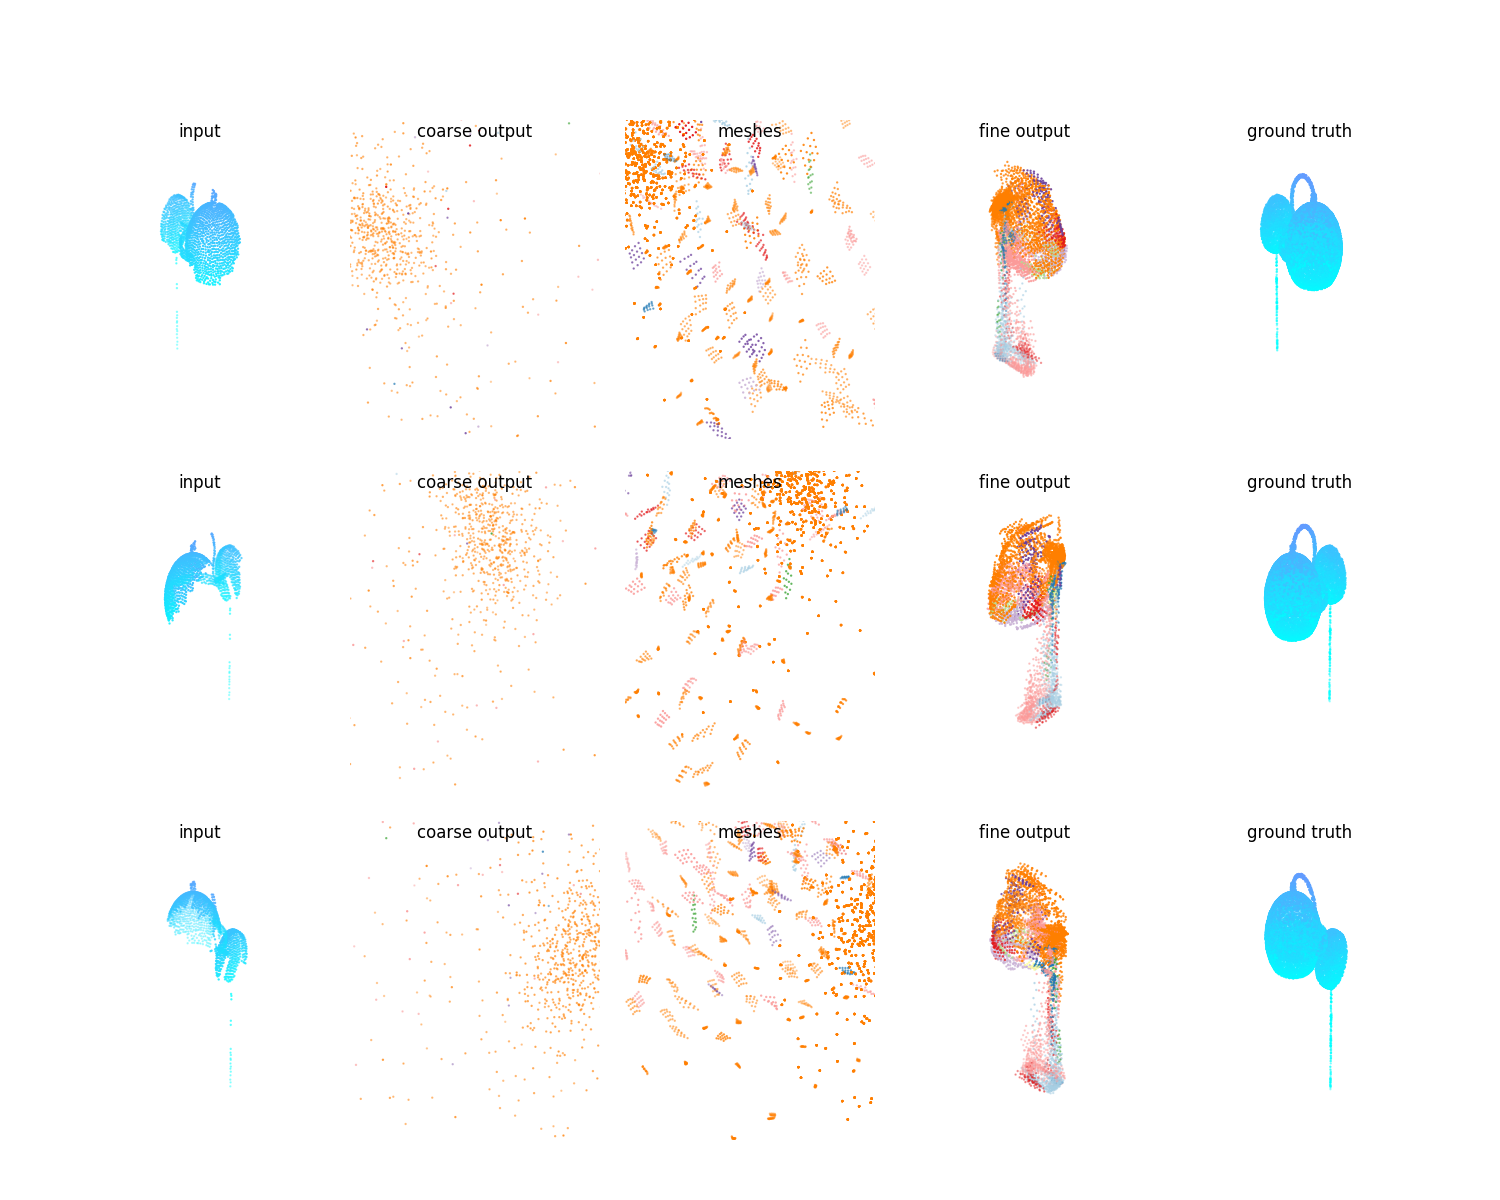 input
coarse output
meshes
fine output
ground truth
input
coarse output
meshes
fine output
ground truth
input
coarse output
meshes
fine output
ground truth